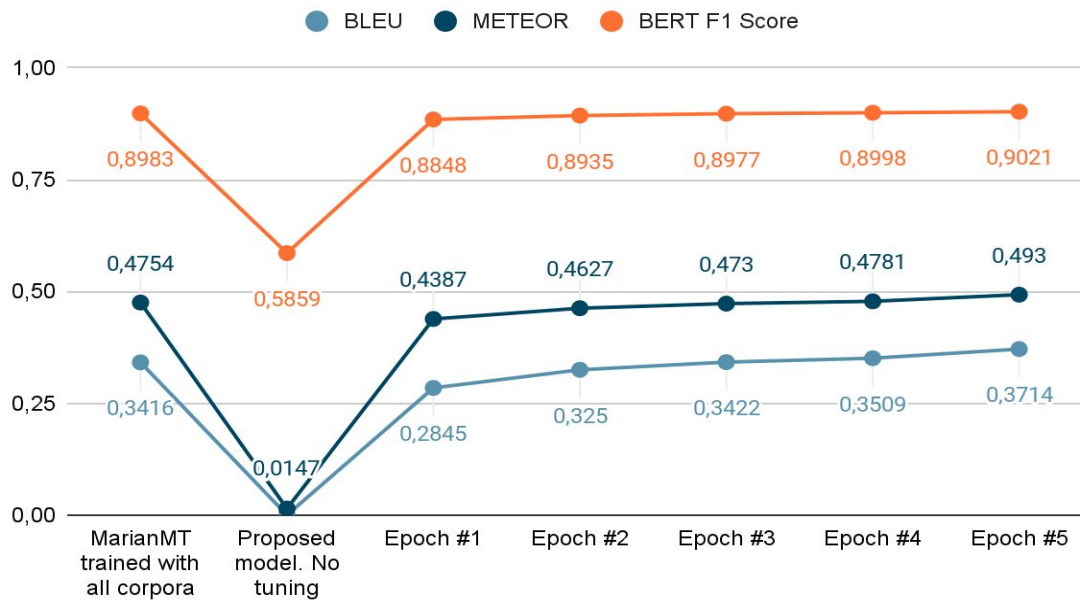 BLEU METEOR BERT F1 Score
1,00
0,8983 0,8848 0,8935 0,8977 0,8998 0,9021
0,75
0,5859
0,4754 0,4387 0,4627 0,473 0,4781 0,493
0,50
0,3416 0,2845 0,325 0,3422 0,3509 0,3714
0,25
0,0147
0,00
MarianMT
trained with
all corpora
Proposed
model. No
tuning
Epoch #1
Epoch #2
Epoch #3
Epoch #4
Epoch #5